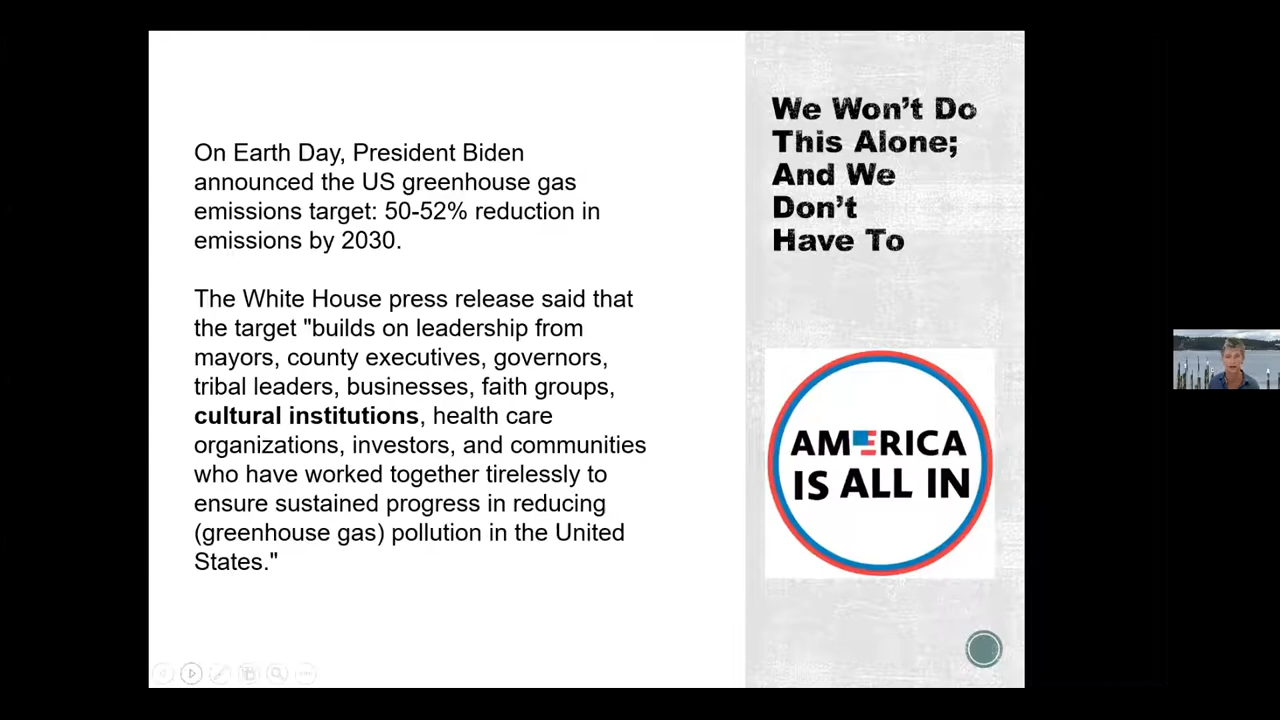 On Earth Day, President Biden
announced the US greenhouse gas
emissions target: 50-52% reduction in
emissions by 2030.
The White House press release said that
the target "builds on leadership from
mayors, county executives, governors,
tribal leaders, businesses, faith groups,
cultural institutions, health care
organizations, investors, and communities
who have worked together tirelessly to
ensure sustained progress in reducing
(greenhouse gas) pollution in the United
States."
We Won't Do
This Alone;
And We
Don't
Have To
AMERICA
IS ALL IN